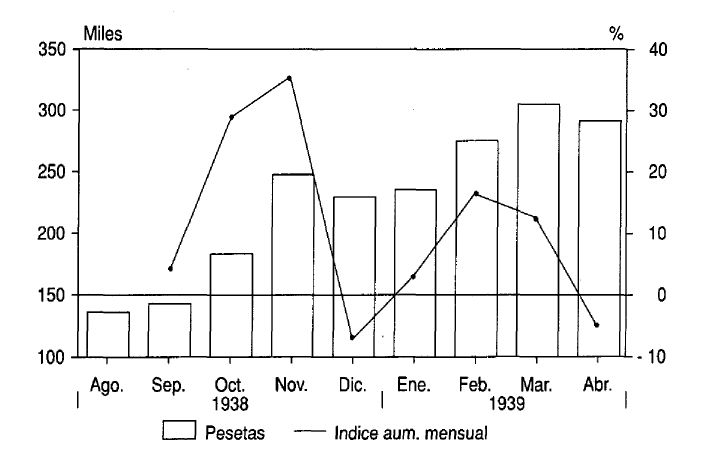 Miles %
350 40
300 30
250 20
200 10
150 0
100 - 10
Ago. Sep. Oct. Nov. Dic. Ene. Feb. Mar. Abr.
1938 1939
Pesetas Indice aum. mensual